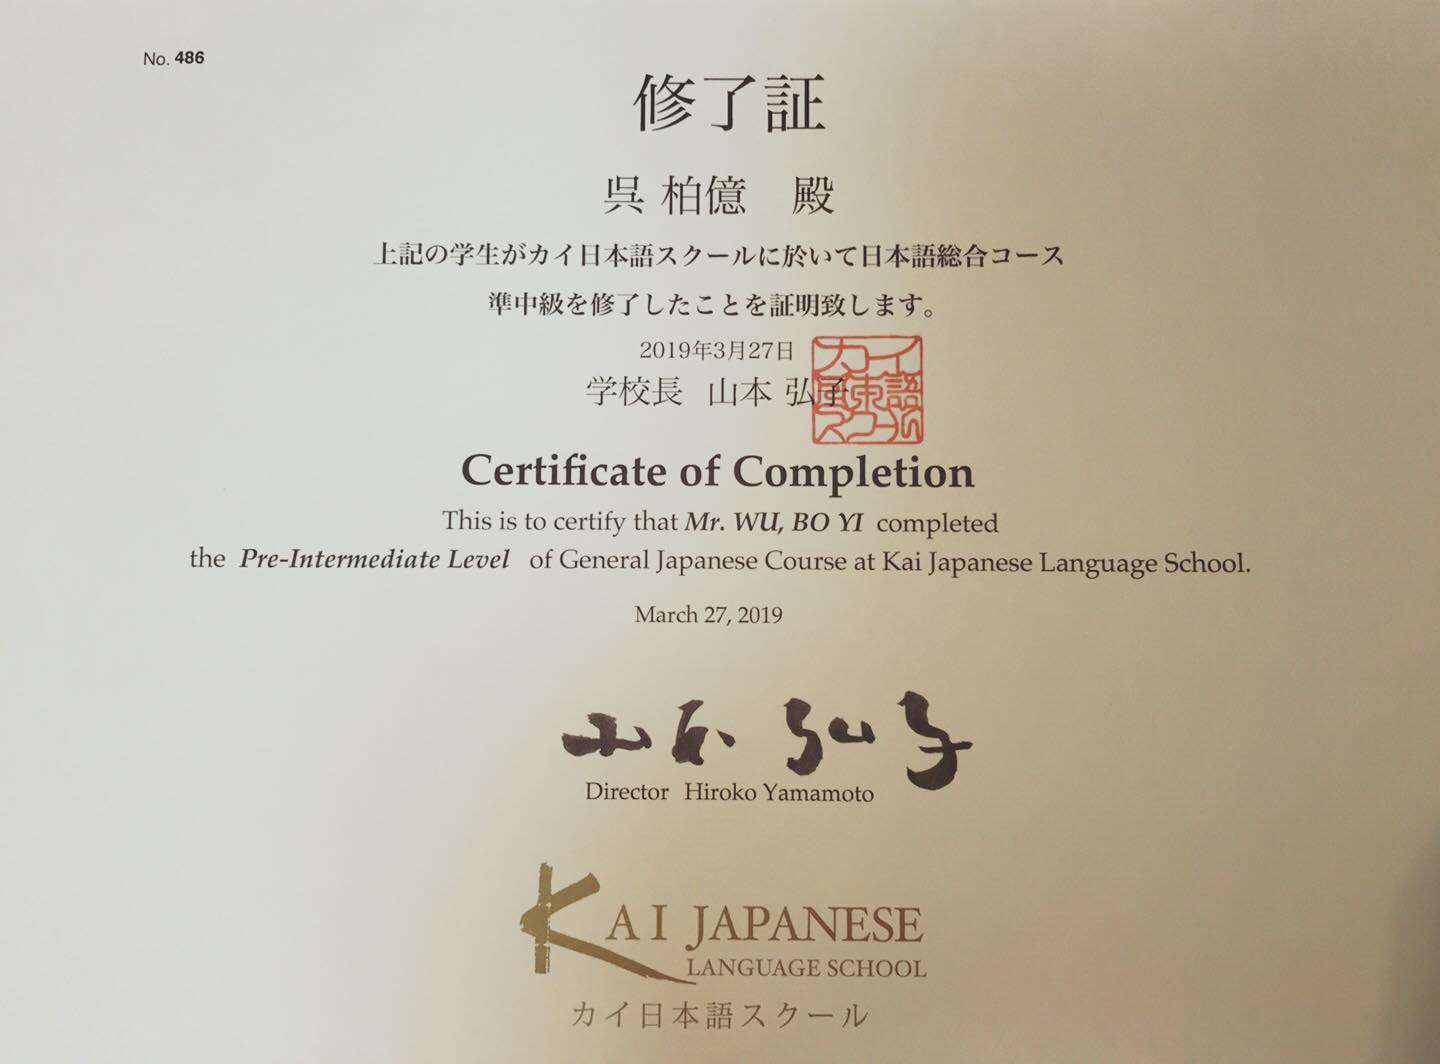 No. 486
修了証
呉 柏億 殿
上記の学生がカイ日本語スクールに於いて日本語総合コース
準中級を修了したことを証明致します。
2019年3月27日
学校長 山本 弘子
Certificate of Completion
This is to certify that Mr. WU, BO YI completed
the Pre-Intermediate Level of General Japanese Course at Kai Japanese Language School.
March 27, 2019
山本 弘子
Director Hiroko Yamamoto
KAI JAPANESE
LANGUAGE SCHOOL
カイ日本語スクール